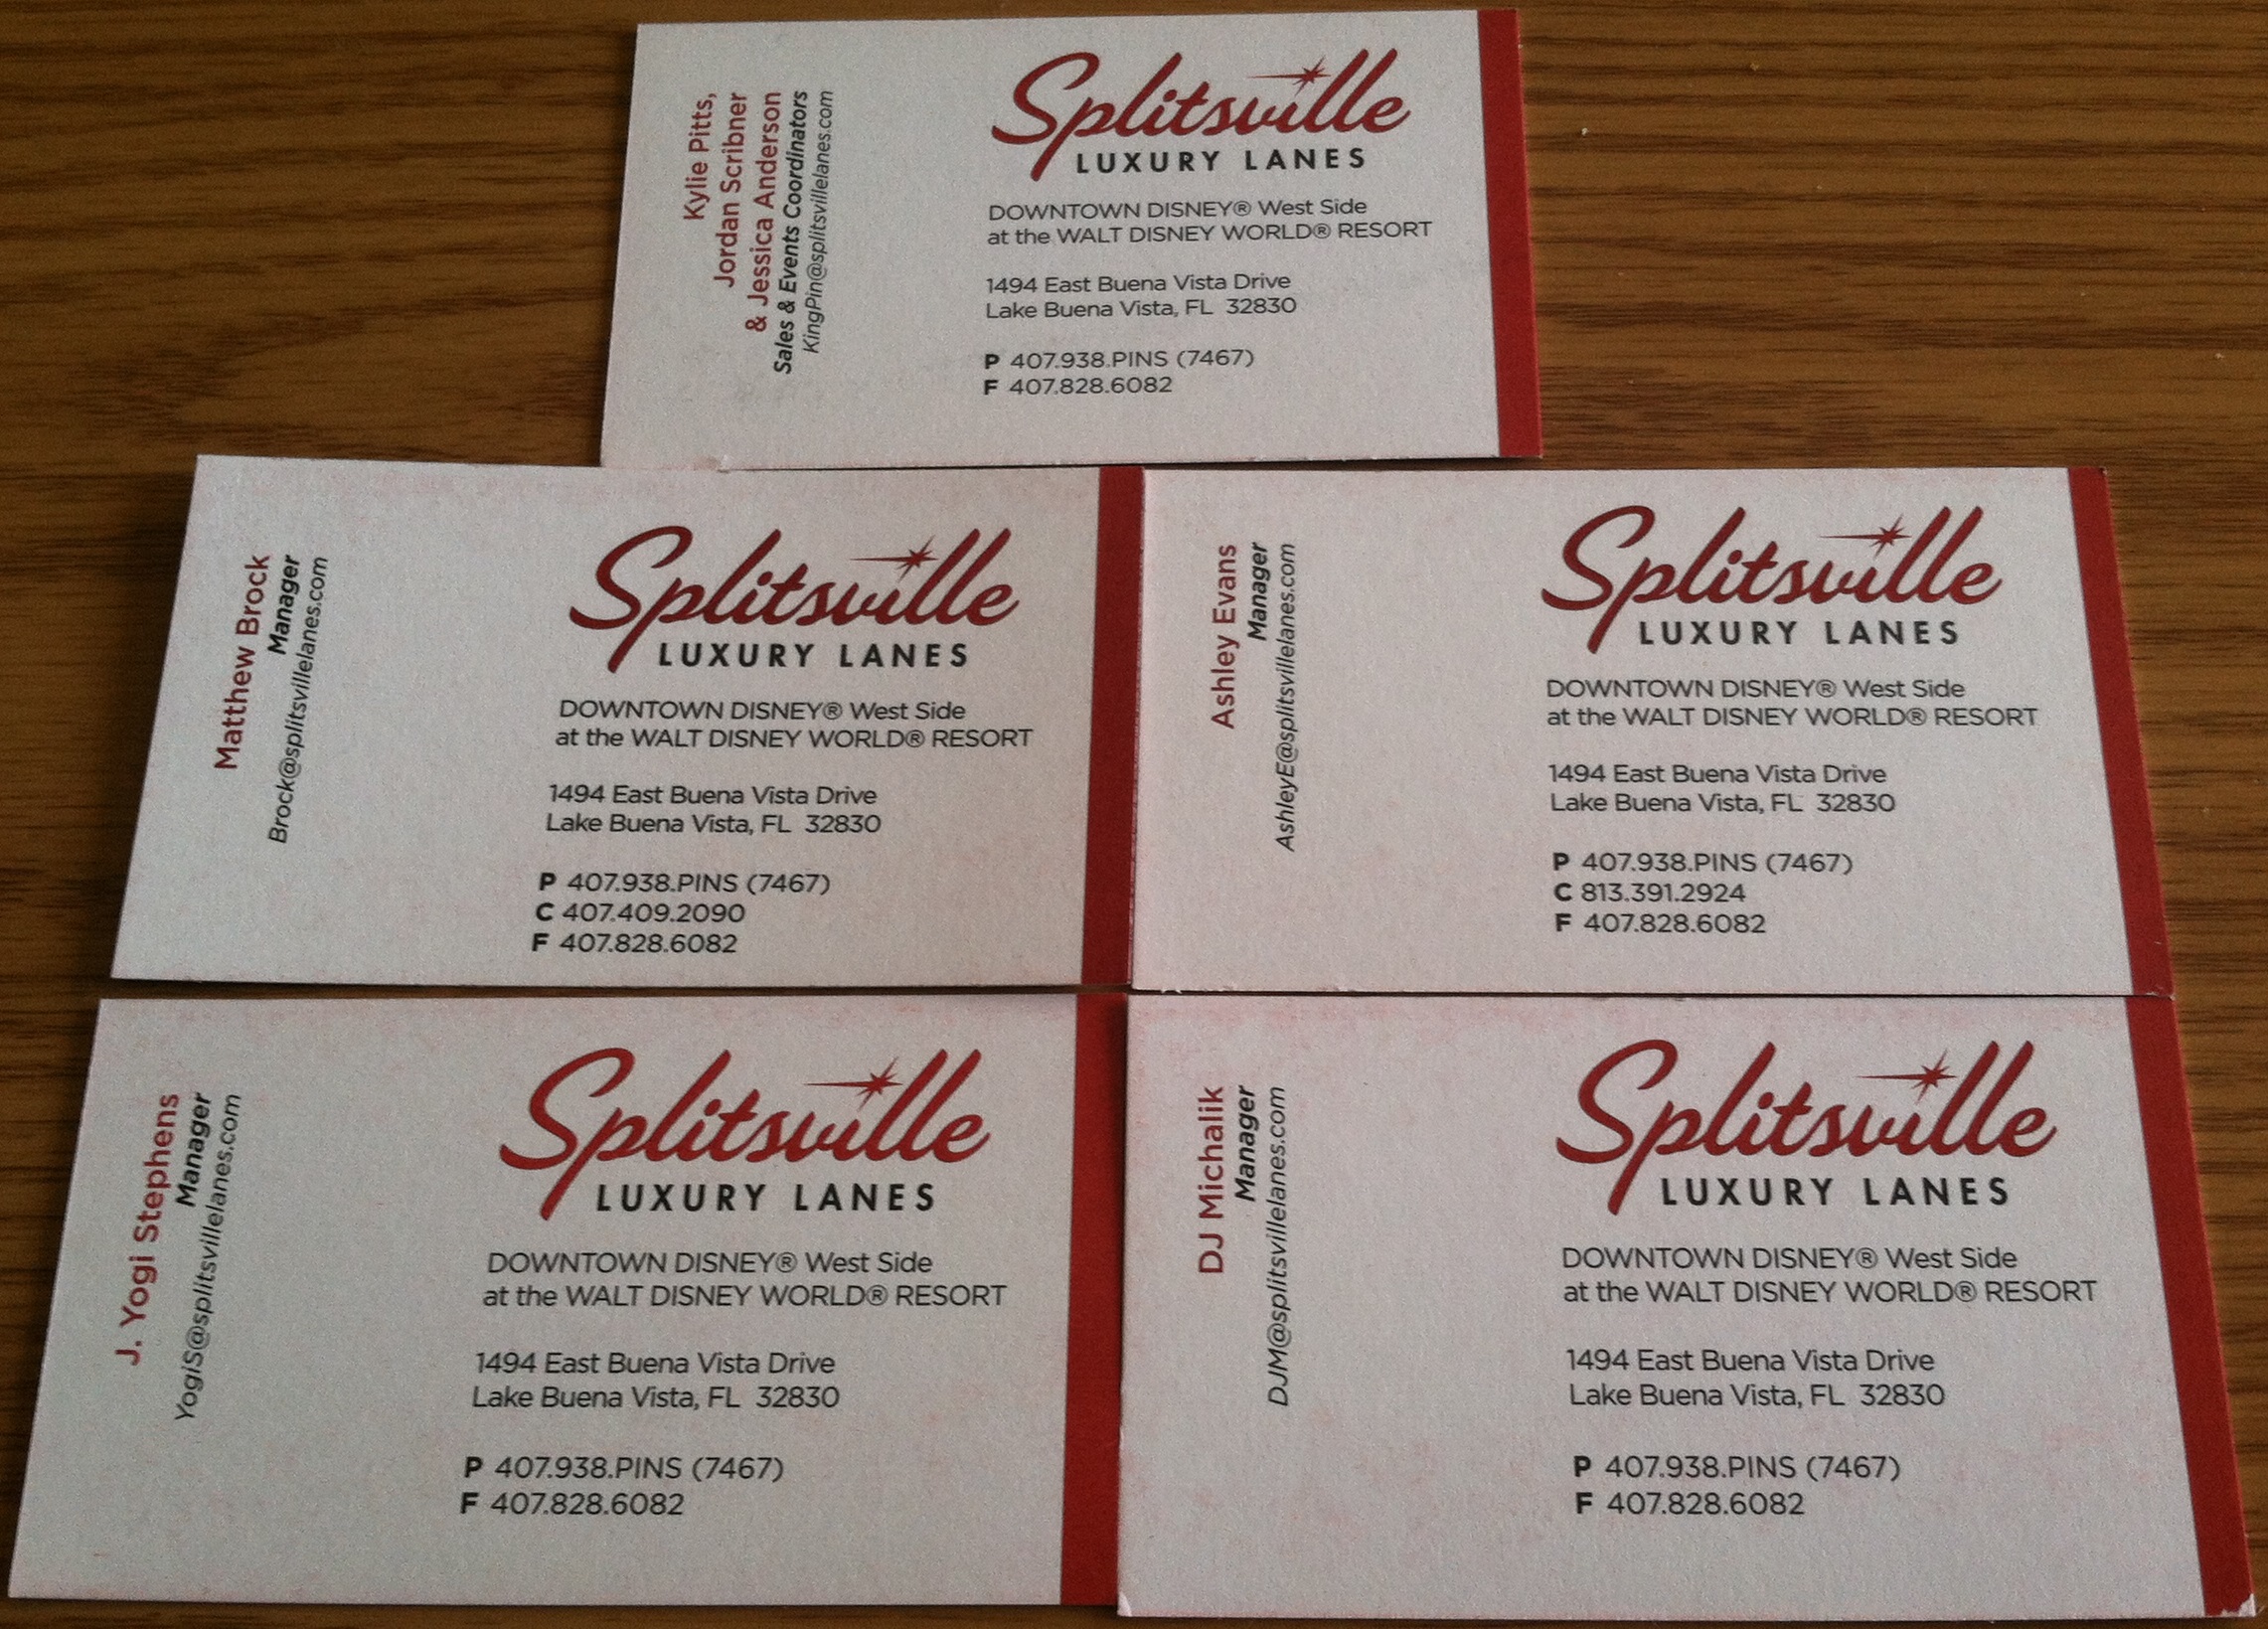 Kylie Pitts,
Jordan Scribner
& Jessica Anderson
Sales & Events Coordinators
KingPin@splitsvillelanes.com
Splitsville
LUXURY LANES
DOWNTOWN DISNEY® West Side
at the WALT DISNEY WORLD® RESORT
1494 East Buena Vista Drive
Lake Buena Vista, FL 32830
P 407.938.PINS (7467)
F 407.828.6082
Matthew Brock
Manager
Brock@splitsvillelanes.com
Splitsville
LUXURY LANES
DOWNTOWN DISNEY® West Side
at the WALT DISNEY WORLD® RESORT
1494 East Buena Vista Drive
Lake Buena Vista, FL 32830
P 407.938.PINS (7467)
C 407.409.2090
F 407.828.6082
Ashley Evans
Manager
AshleyE@splitsvillelanes.com
Splitsville
LUXURY LANES
DOWNTOWN DISNEY® West Side
at the WALT DISNEY WORLD® RESORT
1494 East Buena Vista Drive
Lake Buena Vista, FL 32830
P 407.938.PINS (7467)
C 813.391.2924
F 407.828.6082
J. Yogi Stephens
Manager
YogiS@splitsvillelanes.com
Splitsville
LUXURY LANES
DOWNTOWN DISNEY® West Side
at the WALT DISNEY WORLD® RESORT
1494 East Buena Vista Drive
Lake Buena Vista, FL 32830
P 407.938.PINS (7467)
F 407.828.6082
DJ Michalik
Manager
DJM@splitsvillelanes.com
Splitsville
LUXURY LANES
DOWNTOWN DISNEY® West Side
at the WALT DISNEY WORLD® RESORT
1494 East Buena Vista Drive
Lake Buena Vista, FL 32830
P 407.938.PINS (7467)
F 407.828.6082